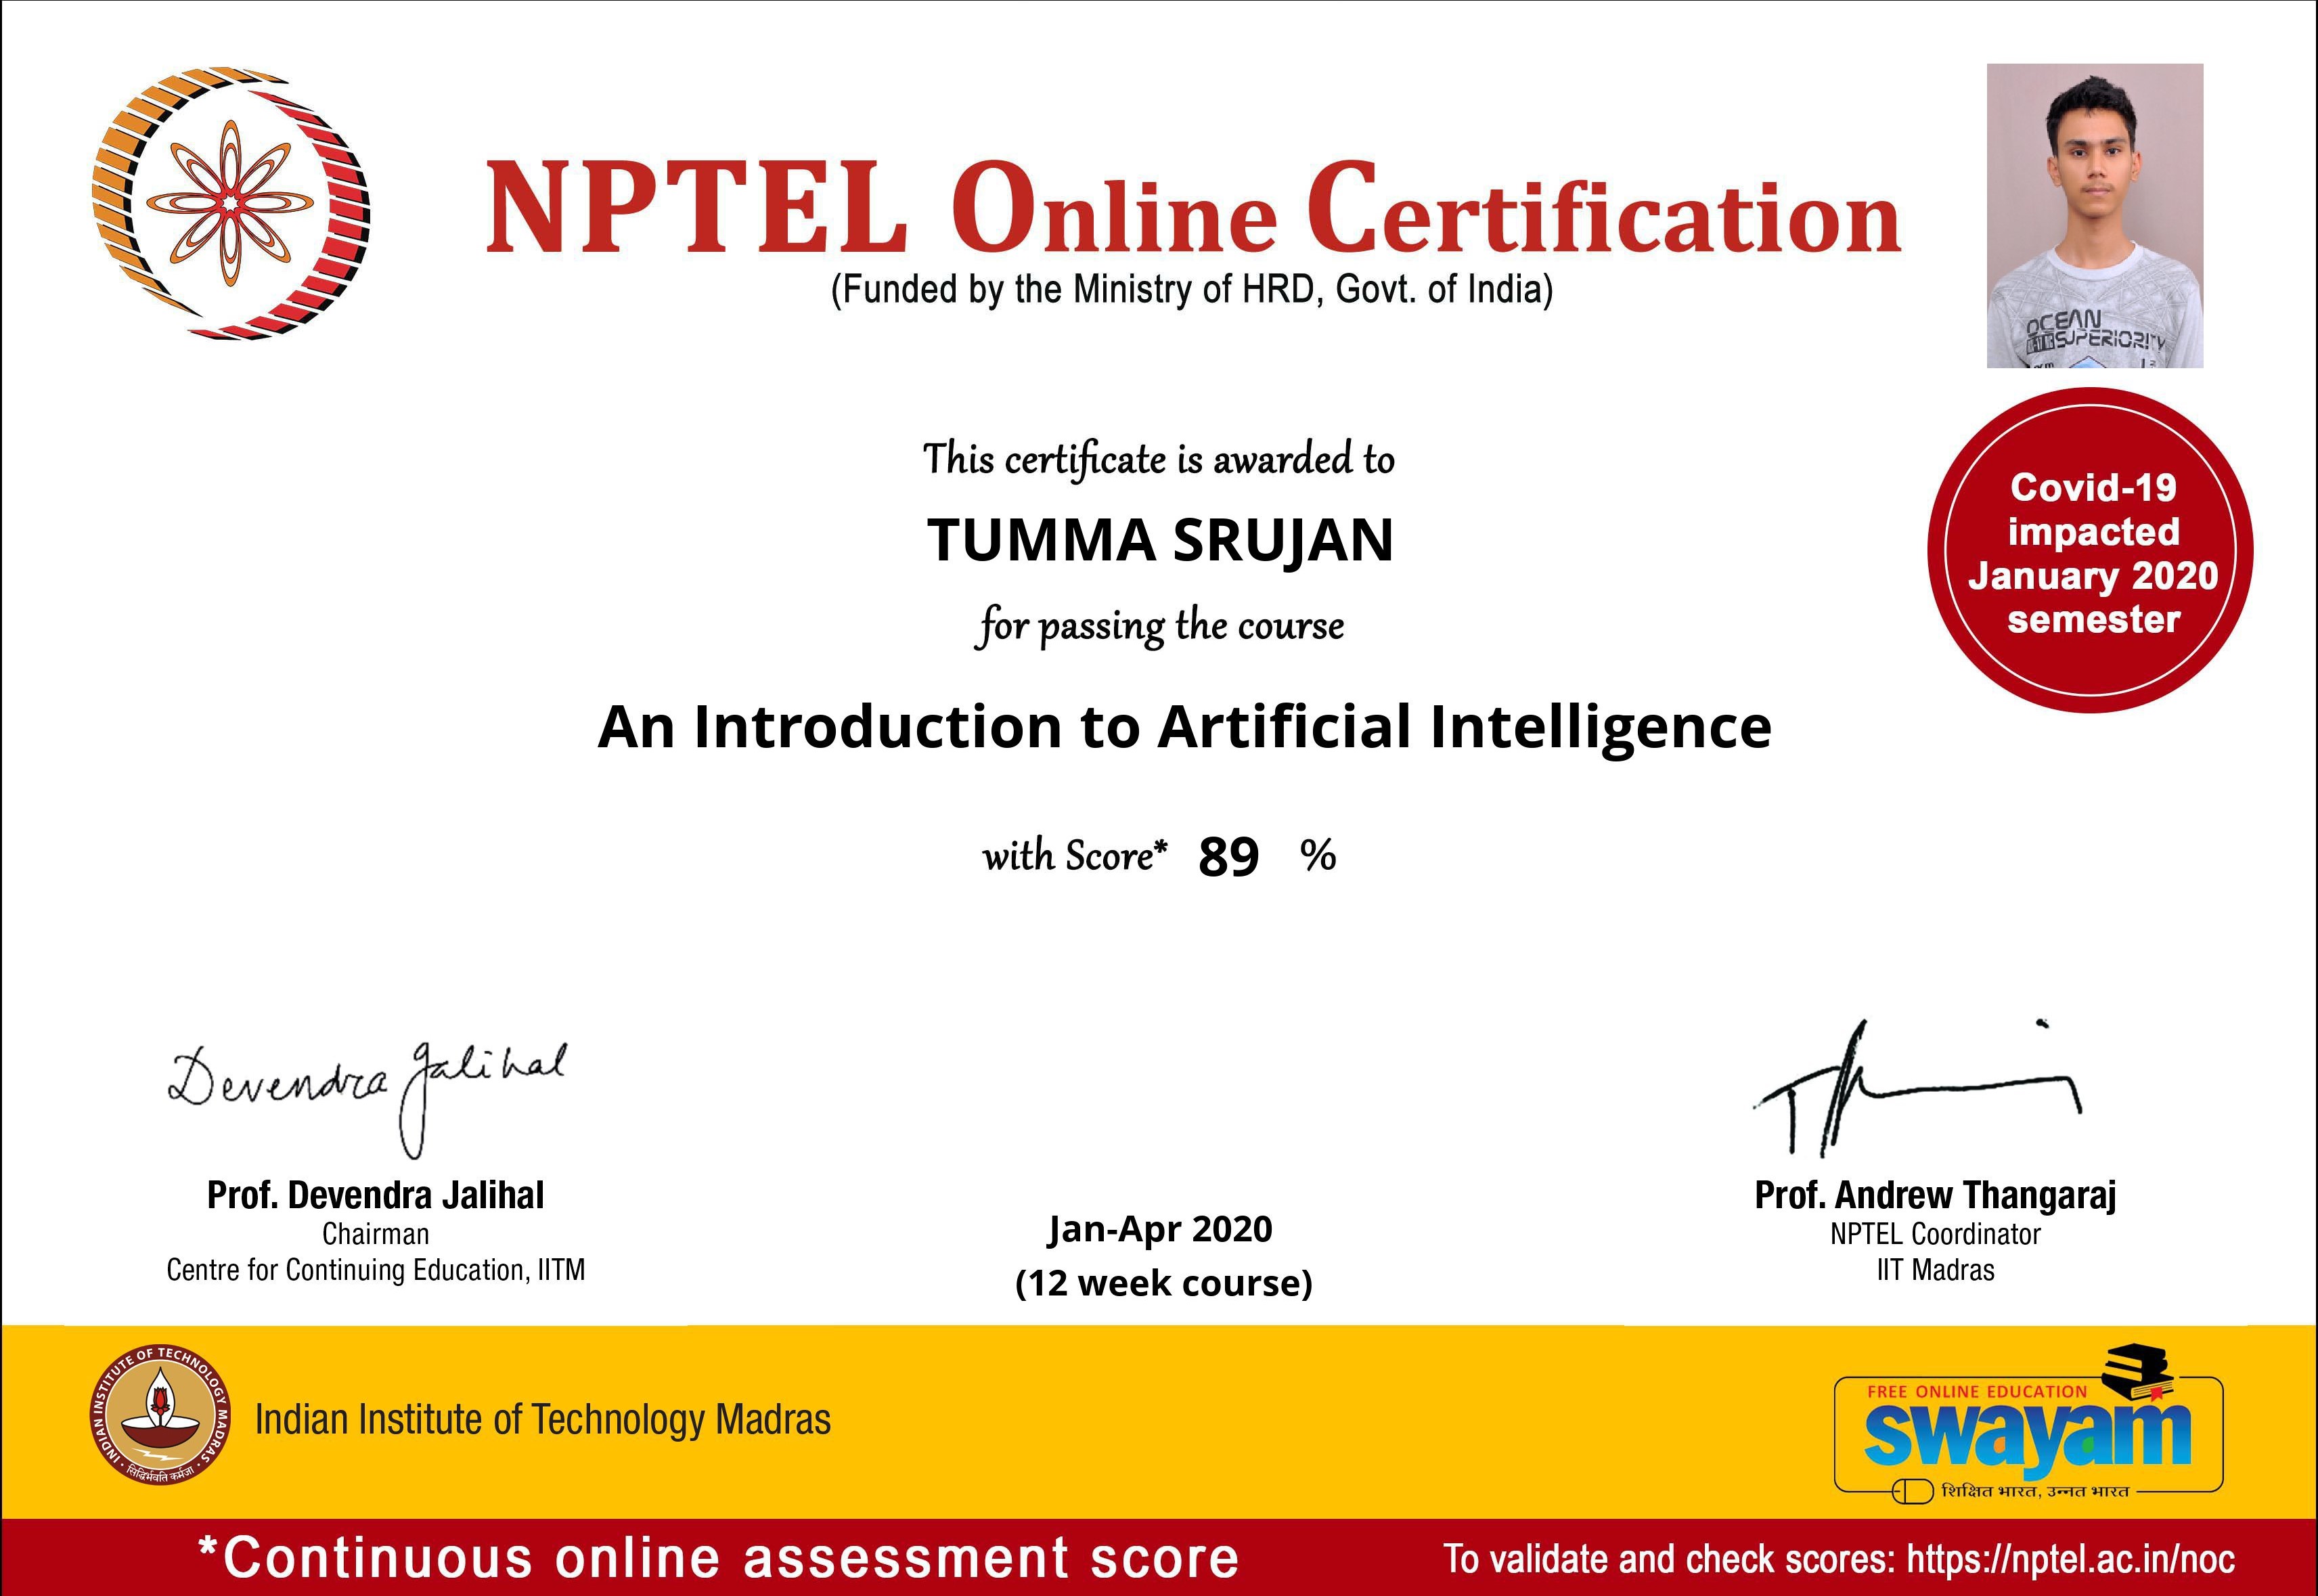 NPTEL Online Certification
(Funded by the Ministry of HRD, Govt. of India)
OCEAN
SUPERIORITY
This certificate is awarded to
TUMMA SRUJAN
for passing the course
An Introduction to Artificial Intelligence
with Score* 89 %
Covid-19
impacted
January 2020
semester
Devendra Jalihal
Prof. Devendra Jalihal
Chairman
Centre for Continuing Education, IITM
Jan-Apr 2020
(12 week course)
Prof. Andrew Thangaraj
NPTEL Coordinator
IIT Madras
INDIAN INSTITUTE OF TECHNOLOGY MADRAS
सिद्धिर्भवति कर्मजा
Indian Institute of Technology Madras
FREE ONLINE EDUCATION
swayam
शिक्षित भारत, उन्नत भारत
*Continuous online assessment score
To validate and check scores: https://nptel.ac.in/noc